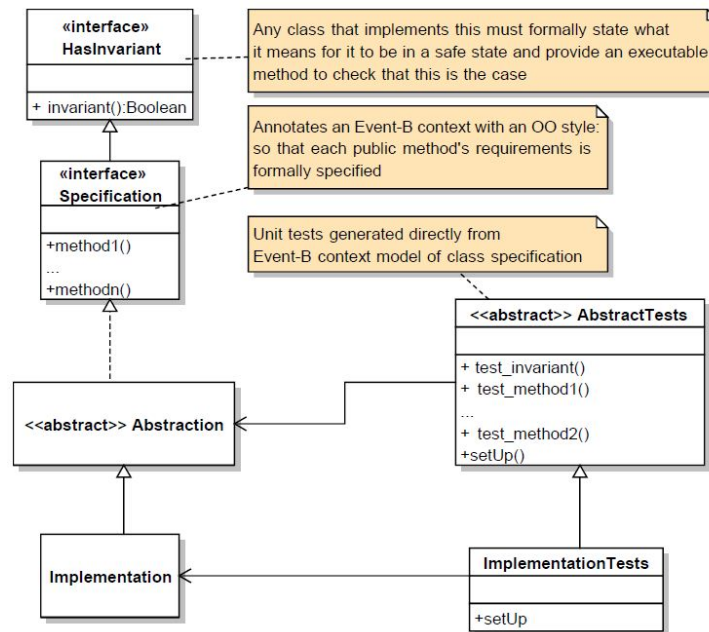 «interface»
HasInvariant
+ invariant():Boolean
Any class that implements this must formally state what
it means for it to be in a safe state and provide an executable
method to check that this is the case
«interface»
Specification
+method1()
...
+methodn()
Annotates an Event-B context with an OO style:
so that each public method's requirements is
formally specified
Unit tests generated directly from
Event-B context model of class specification
<<abstract>> AbstractTests
+ test_invariant()
+ test_method1()
...
+ test_method2()
+setUp()
<<abstract>> Abstraction
Implementation
ImplementationTests
+setUp